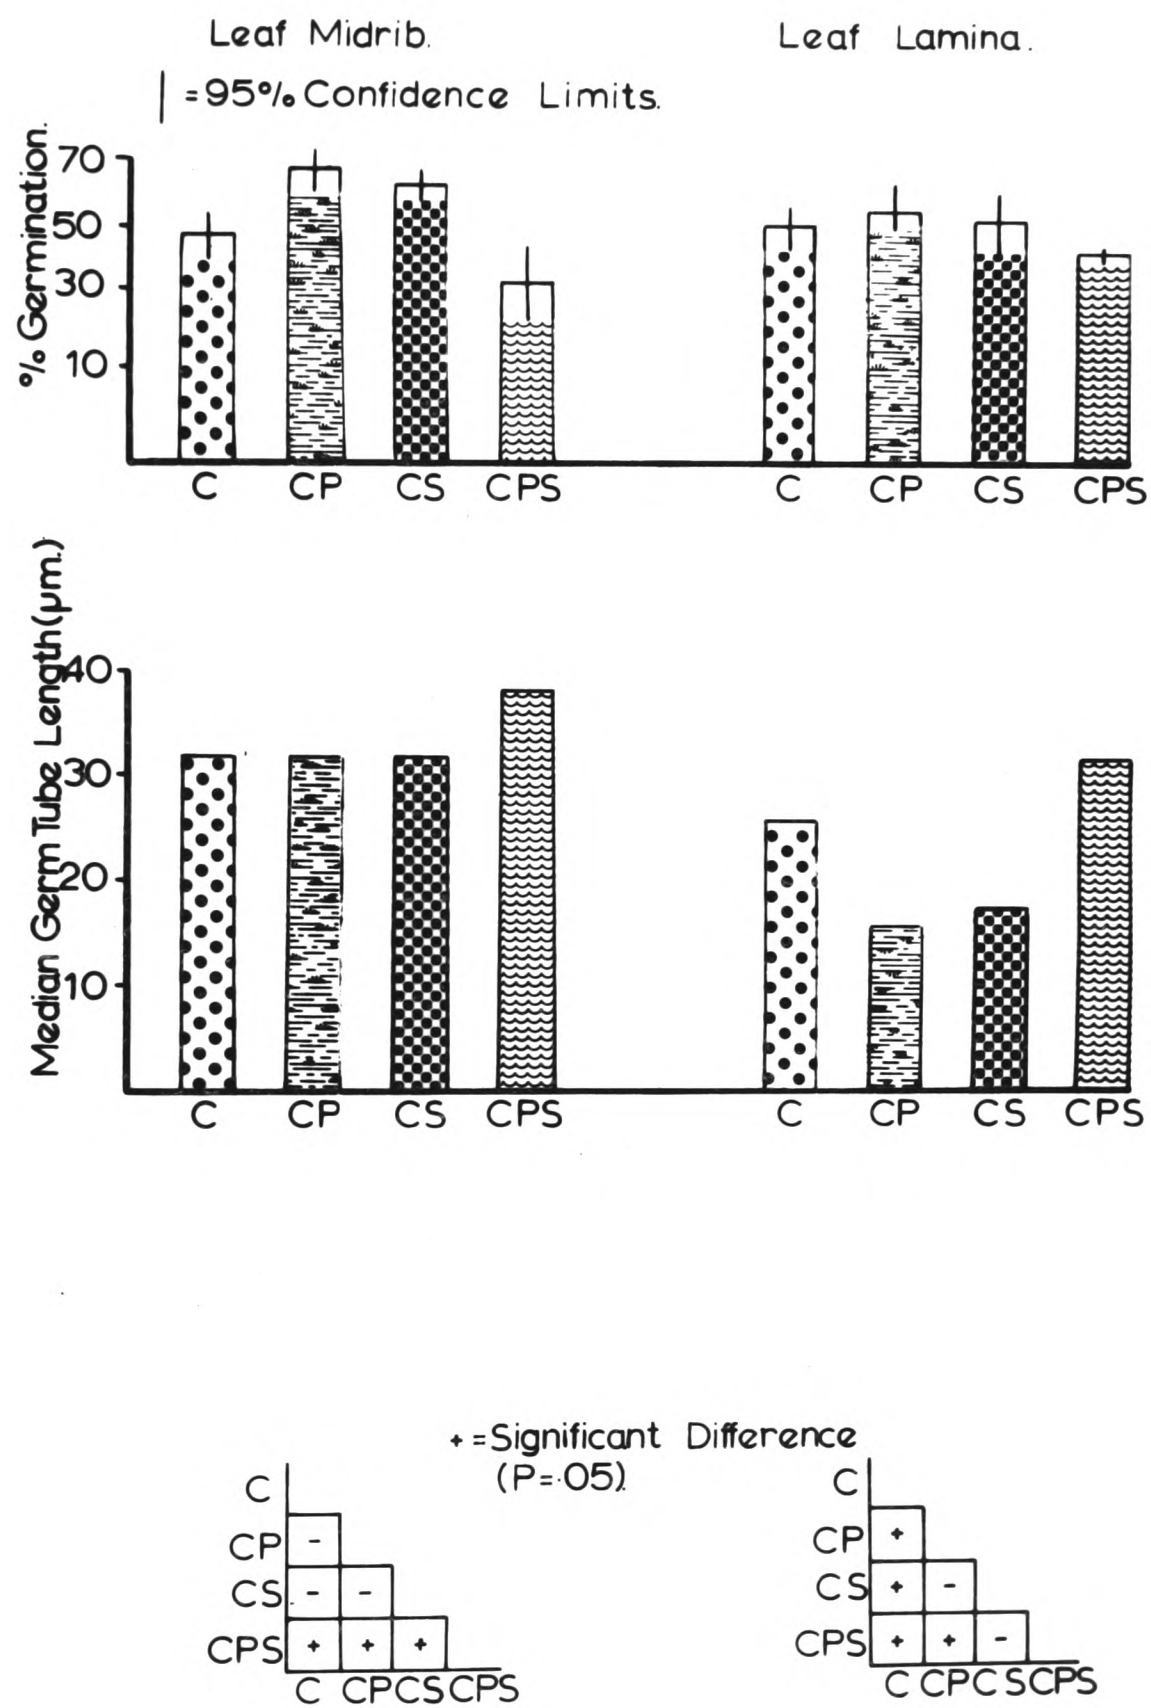 Leaf Midrib.
Leaf Lamina.
| =95% Confidence Limits.
% Germination.
70
50
30
10
C CP CS CPS
C CP CS CPS
Median Germ Tube Length(µm.)
40
30
20
10
C CP CS CPS
C CP CS CPS
+ =Significant Difference
(P=·05).
C
CP -
CS - -
CPS + + +
C CP CS CPS
C
CP +
CS + -
CPS + + -
C CP CS CPS